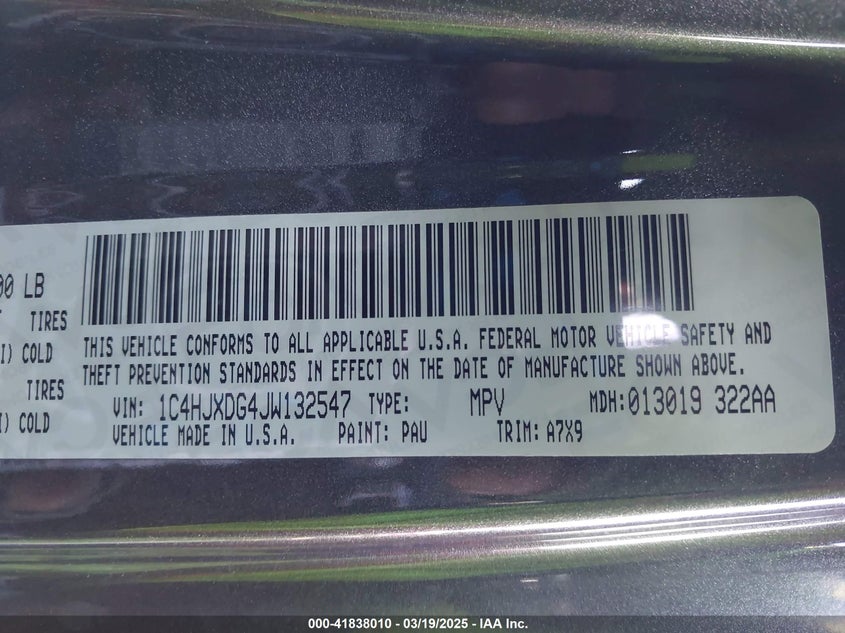 00 LB
TIRES
I) COLD
TIRES
I) COLD
THIS VEHICLE CONFORMS TO ALL APPLICABLE U.S.A. FEDERAL MOTOR VEHICLE SAFETY AND
THEFT PREVENTION STANDARDS IN EFFECT ON THE DATE OF MANUFACTURE SHOWN ABOVE.
VIN: 1C4HJXDG4JW132547 TYPE: MPV MDH:013019 322AA
VEHICLE MADE IN U.S.A. PAINT: PAU TRIM: A7X9
000-41838010 - 03/19/2025 - IAA Inc.